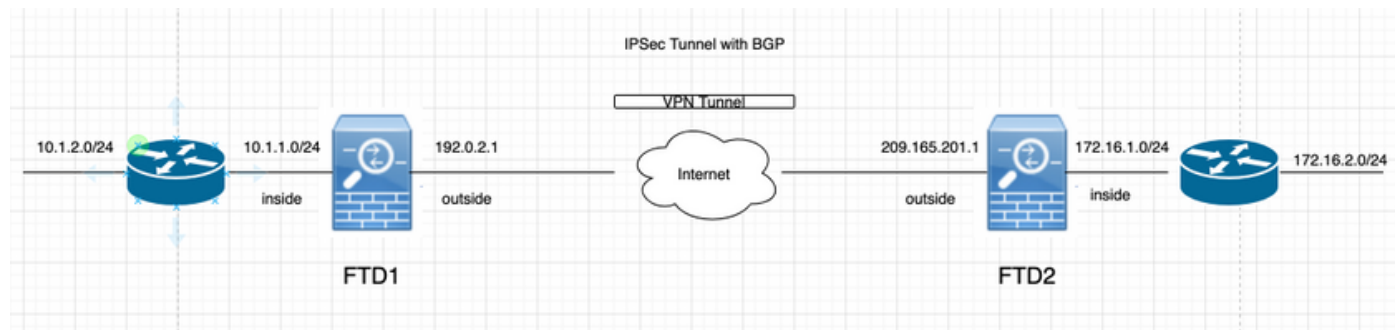 IPSec Tunnel with BGP
VPN Tunnel
10.1.2.0/24
10.1.1.0/24
192.0.2.1
209.165.201.1
172.16.1.0/24
172.16.2.0/24
Internet
inside
outside
outside
inside
FTD1
FTD2